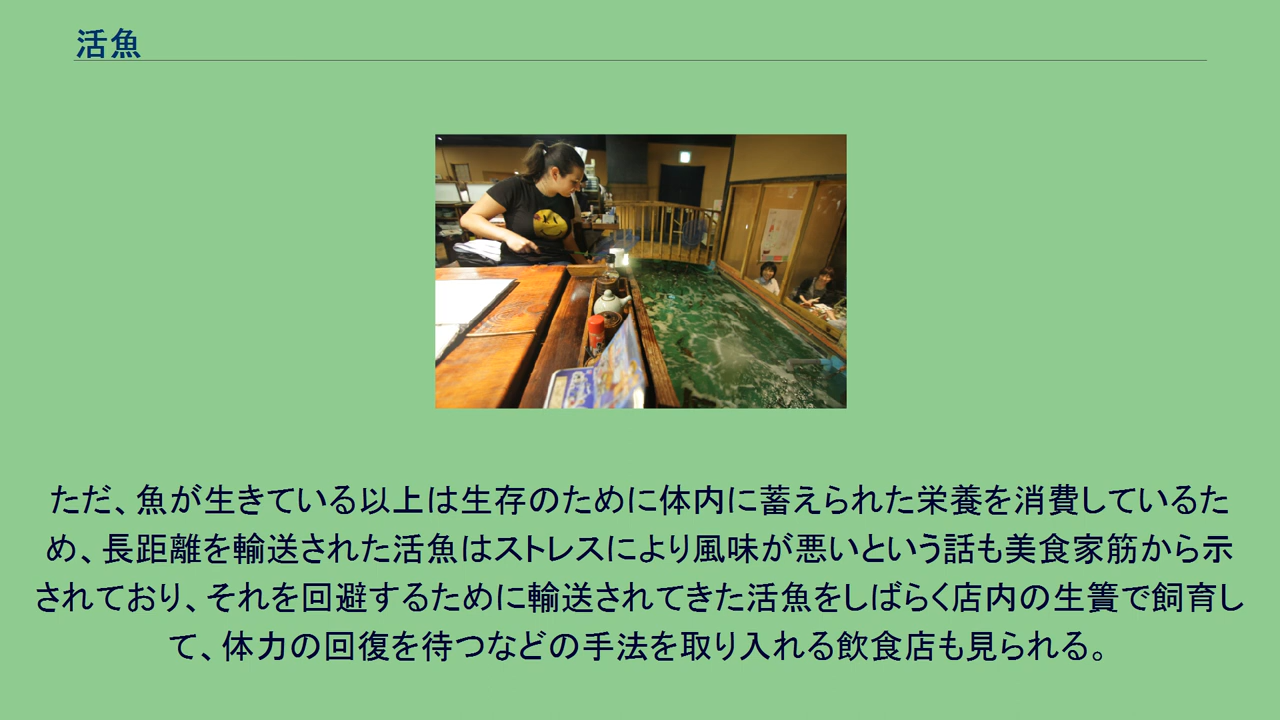 活魚
ただ、魚が生きている以上は生存のために体内に蓄えられた栄養を消費しているた
め、長距離を輸送された活魚はストレスにより風味が悪いという話も美食家筋から示
されており、それを回避するために輸送されてきた活魚をしばらく店内の生簀で飼育し
て、体力の回復を待つなどの手法を取り入れる飲食店も見られる。